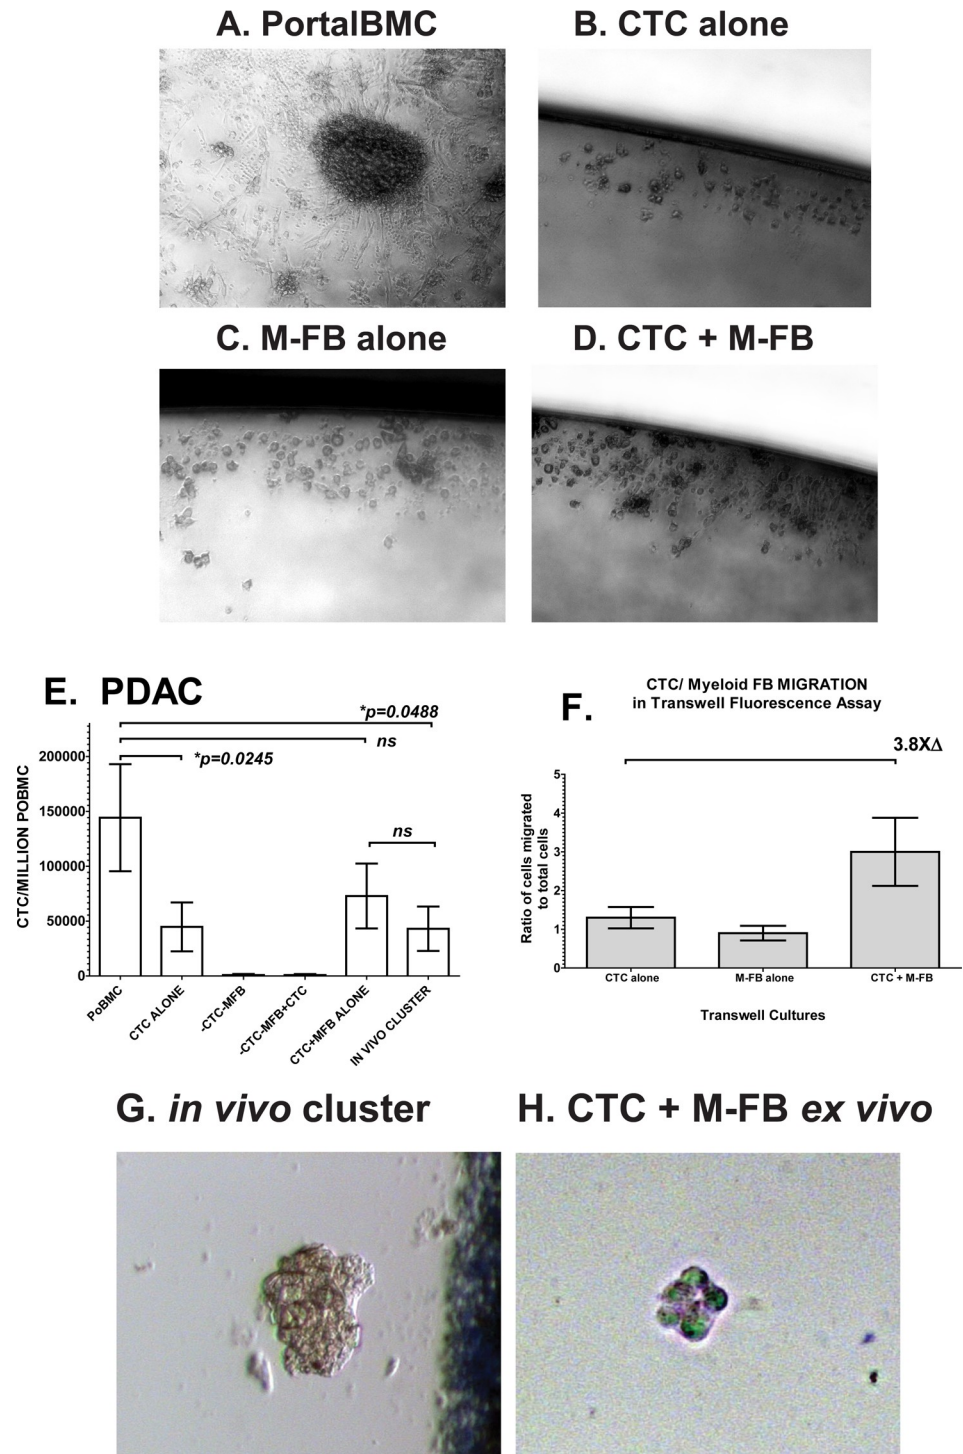 A. PortalBMC
B. CTC alone
C. M-FB alone
D. CTC + M-FB
E. PDAC
*p=0.0488
ns
*p=0.0245
ns
CTC/MILLION POBMC
200000
150000
100000
50000
0
PoBMC
CTC ALONE
-CTC-MFB
-CTC-MFB+CTC
CTC+MFB ALONE
IN VIVO CLUSTER
F.
CTC/ Myeloid FB MIGRATION
in Transwell Fluorescence Assay
3.8XΔ
Ratio of cells migrated
to total cells
5
4
3
2
1
0
CTC alone
M-FB alone
CTC + M-FB
Transwell Cultures
G. in vivo cluster
H. CTC + M-FB ex vivo